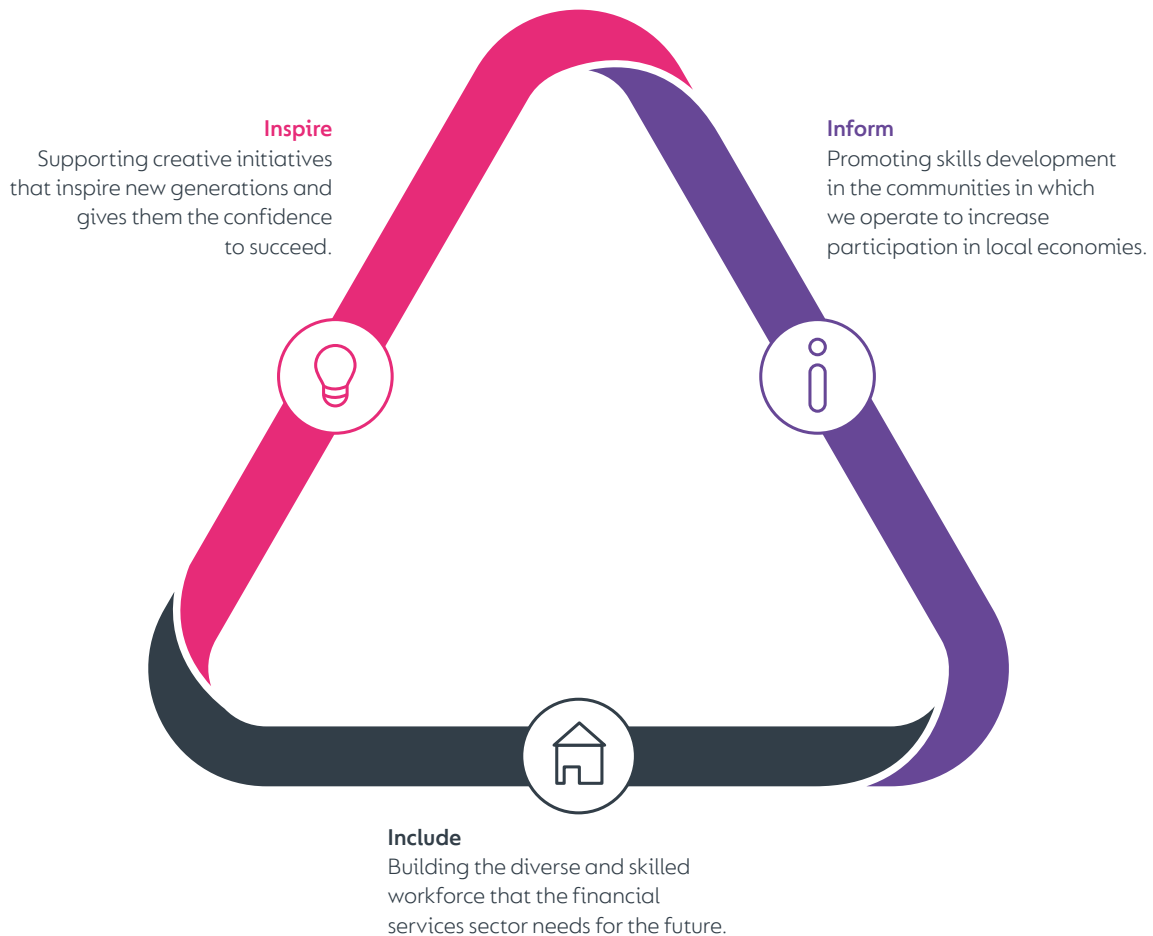 Inspire
Supporting creative initiatives
that inspire new generations and
gives them the confidence
to succeed.
Inform
Promoting skills development
in the communities in which
we operate to increase
participation in local economies.
Include
Building the diverse and skilled
workforce that the financial
services sector needs for the future.